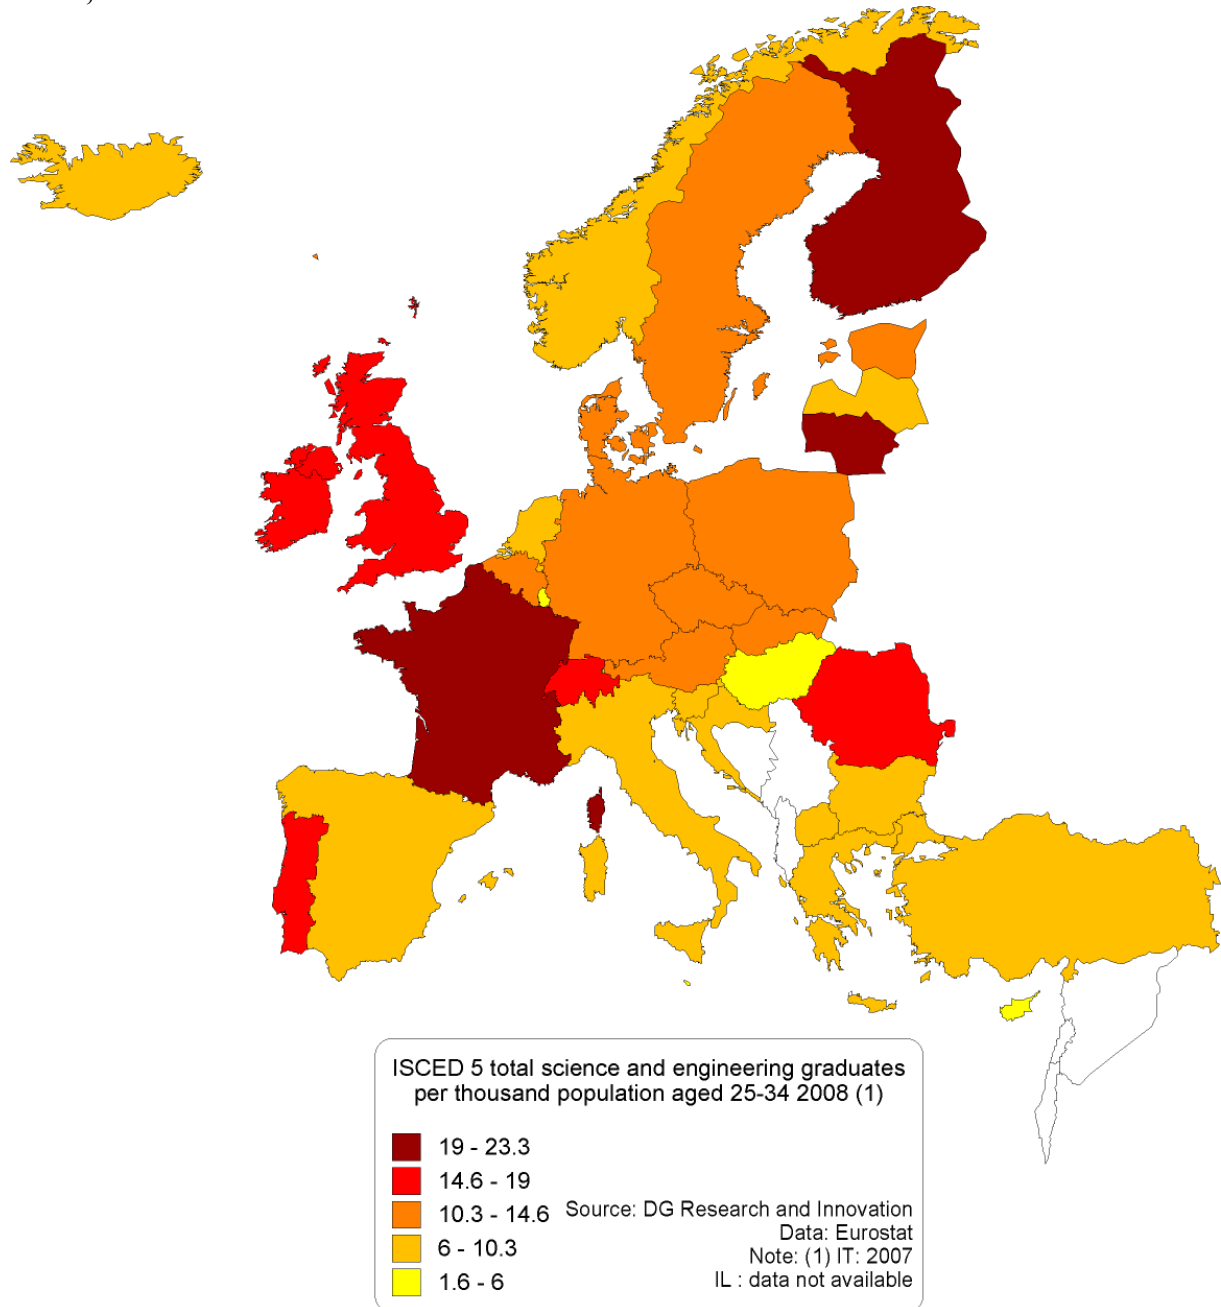 ISCED 5 total science and engineering graduates
per thousand population aged 25-34 2008 (1)
19 - 23.3
14.6 - 19
10.3 - 14.6
6 - 10.3
1.6 - 6
Source: DG Research and Innovation
Data: Eurostat
Note: (1) IT: 2007
IL : data not available